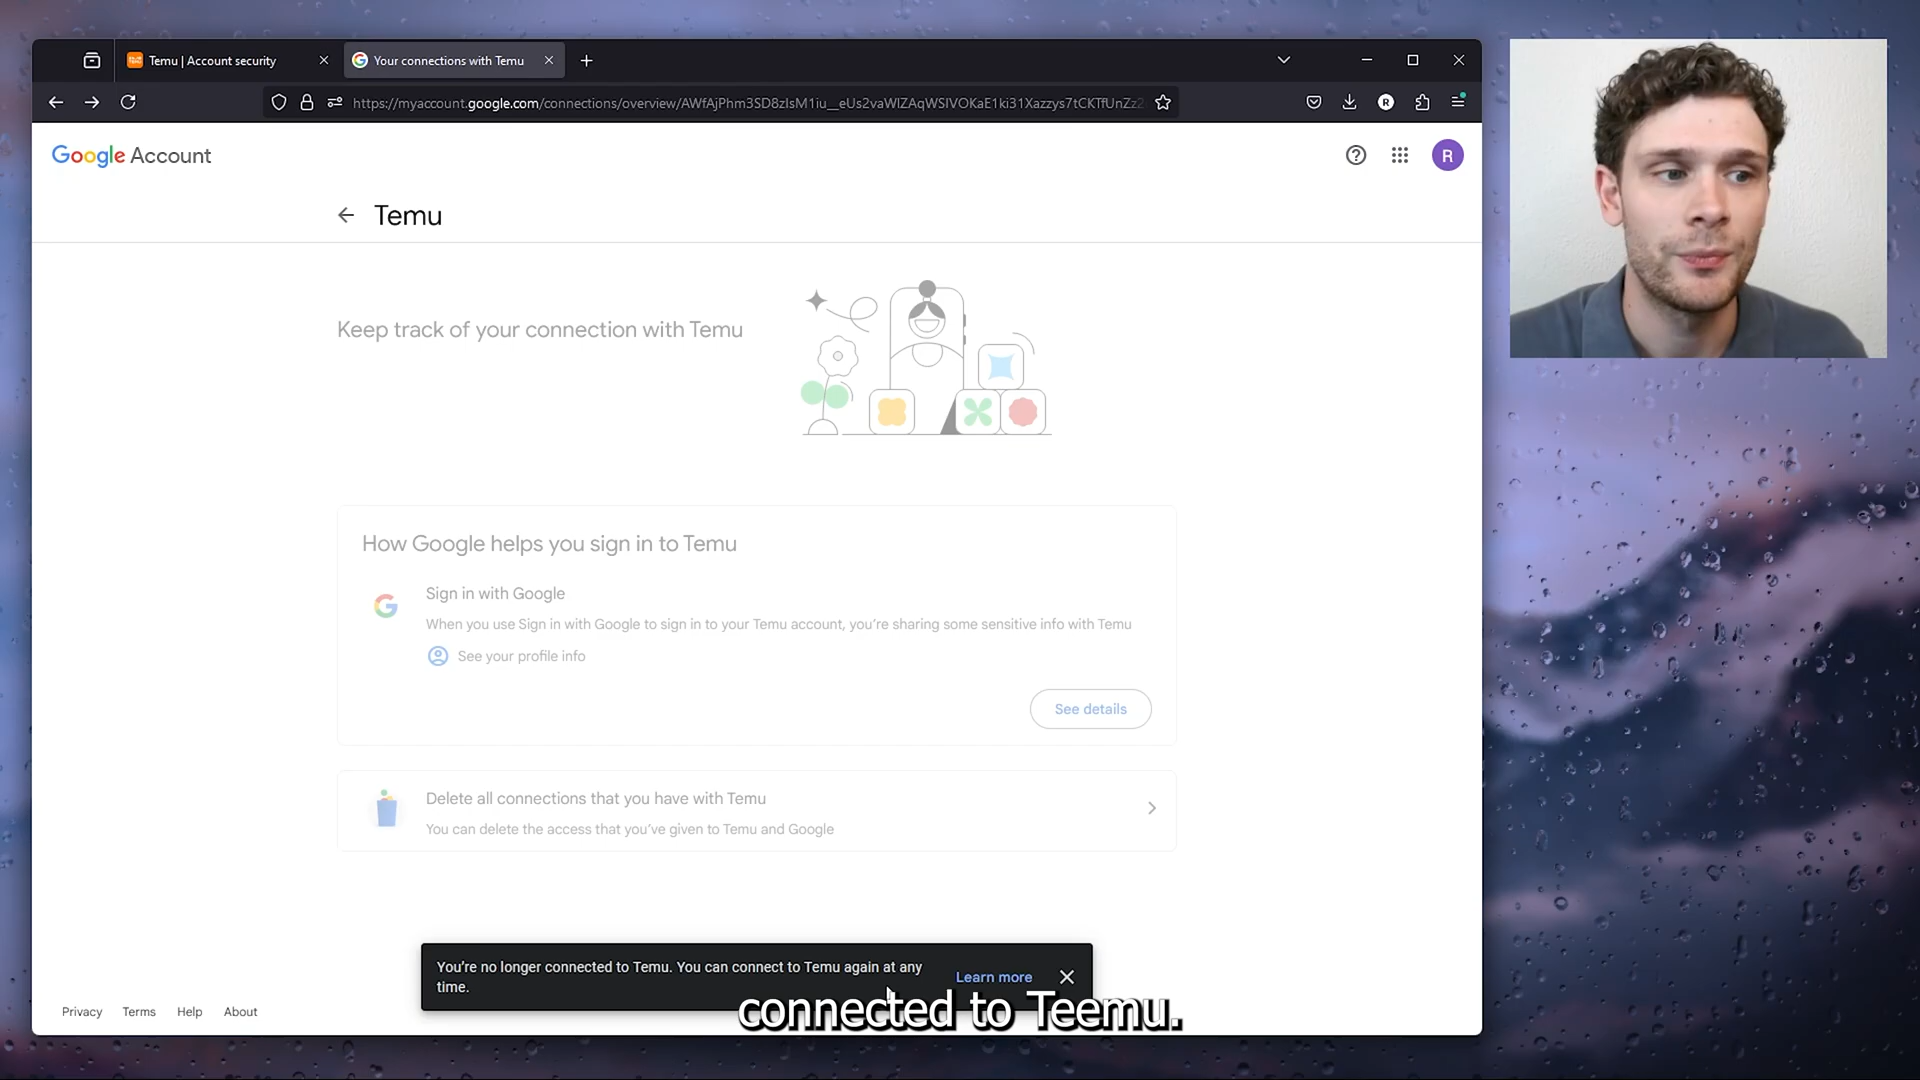 Temu | Account security
Your connections with Temu
https://myaccount.google.com/connections/overview/AWfAjPhm3SD8zIsM1iu__eUs2vaWIZAqWSIVOKaE1ki31Xazzys7tCKTfUnZz2
R
Google Account
R
Temu
Keep track of your connection with Temu
How Google helps you sign in to Temu
Sign in with Google
When you use Sign in with Google to sign in to your Temu account, you're sharing some sensitive info with Temu
See your profile info
See details
Delete all connections that you have with Temu
You can delete the access that you've given to Temu and Google
You're no longer connected to Temu. You can connect to Temu again at any
time.
Learn more
connected to Teemu.
Privacy Terms Help About